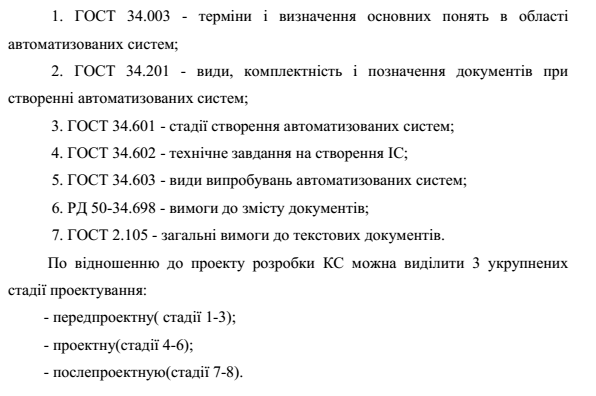 1. ГОСТ 34.003 - терміни і визначення основних понять в області
автоматизованих систем;
2. ГОСТ 34.201 - види, комплектність і позначення документів при
створенні автоматизованих систем;
3. ГОСТ 34.601 - стадії створення автоматизованих систем;
4. ГОСТ 34.602 - технічне завдання на створення ІС;
5. ГОСТ 34.603 - види випробувань автоматизованих систем;
6. РД 50-34.698 - вимоги до змісту документів;
7. ГОСТ 2.105 - загальні вимоги до текстових документів.
По відношенню до проекту розробки КС можна виділити 3 укрупнених
стадії проектування:
- передпроектну( стадії 1-3);
- проектну(стадії 4-6);
- послепроектную(стадії 7-8).